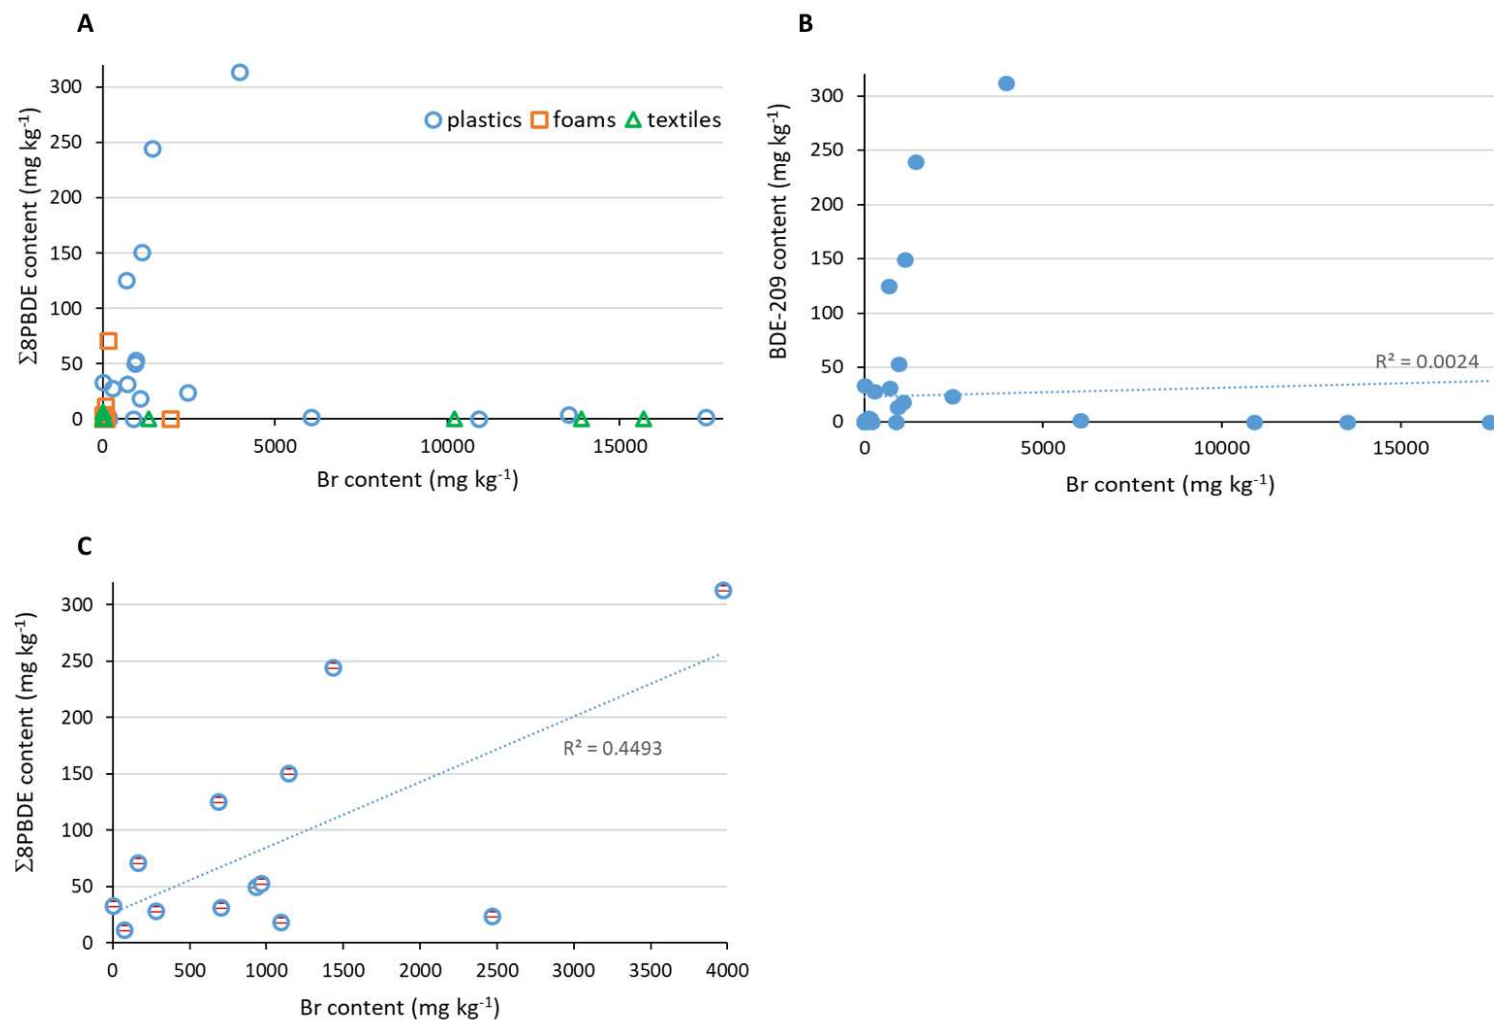 A
Σ8PBDE content (mg kg⁻¹)
300
250
200
150
100
50
0
plastics foams textiles
0 5000 10000 15000
Br content (mg kg⁻¹)
B
BDE-209 content (mg kg⁻¹)
300
250
200
150
100
50
0
R² = 0.0024
0 5000 10000 15000
Br content (mg kg⁻¹)
C
Σ8PBDE content (mg kg⁻¹)
300
250
200
150
100
50
0
R² = 0.4493
0 500 1000 1500 2000 2500 3000 3500 4000
Br content (mg kg⁻¹)